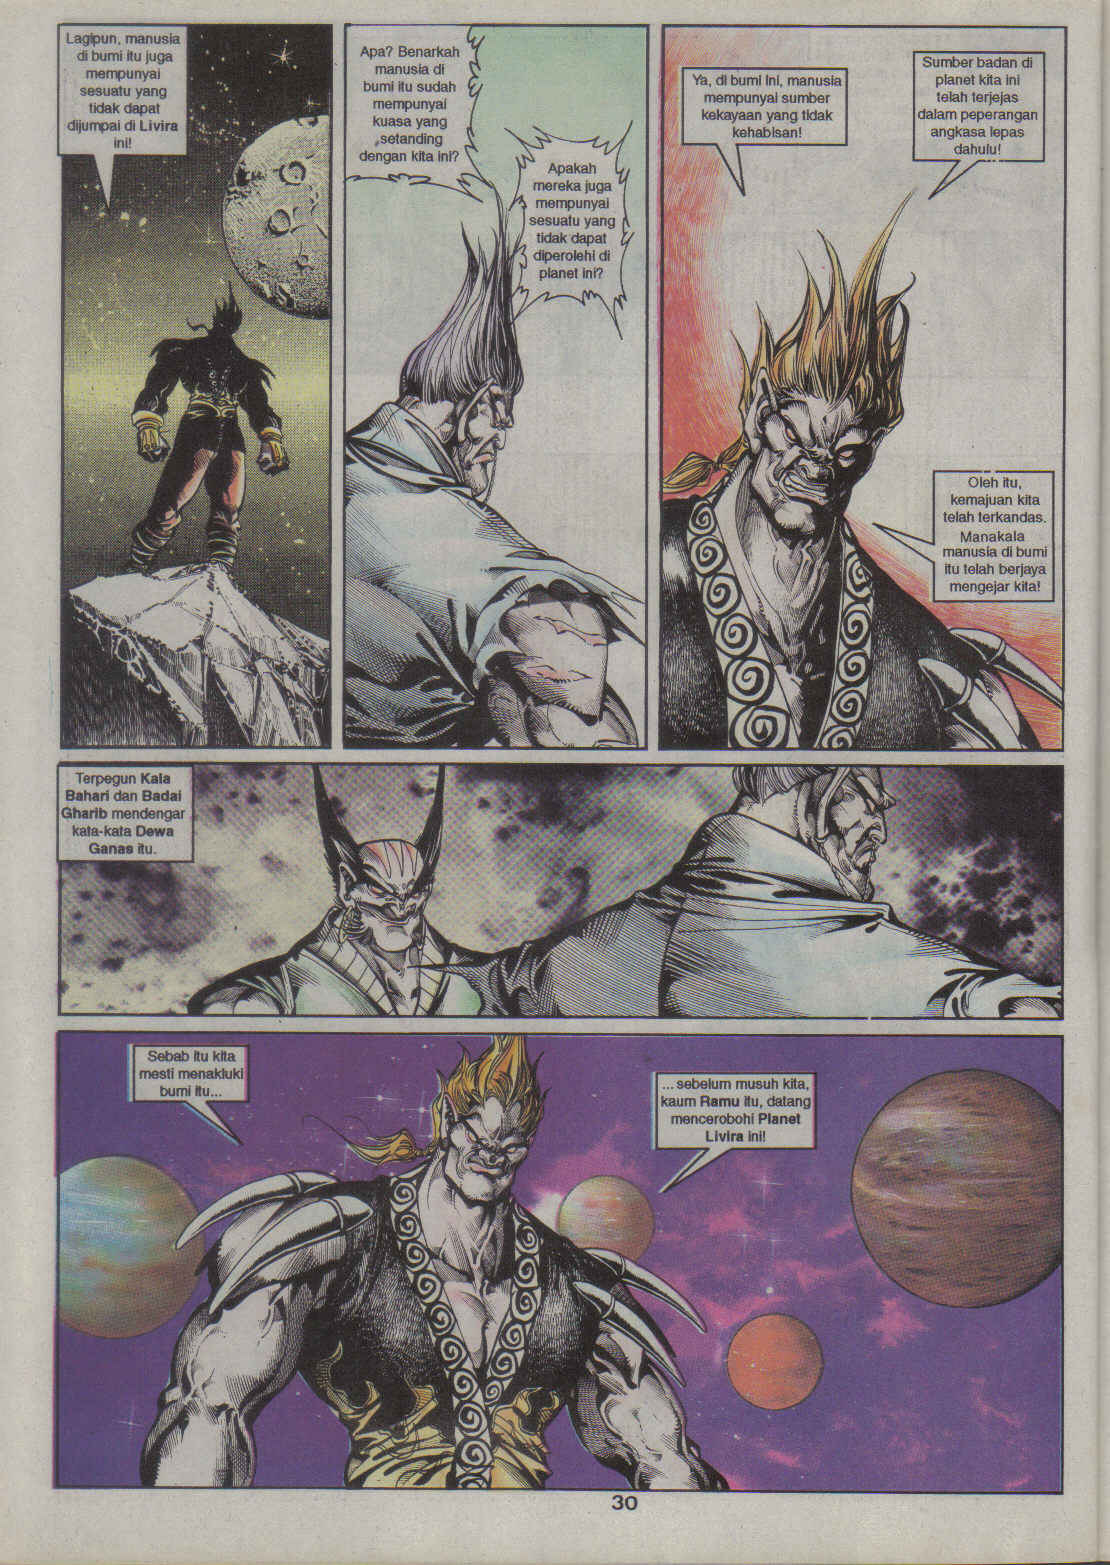 Lagipun, manusia
di bumi itu juga
mempunyai
sesuatu yang
tidak dapat
dijumpai di Livira
ini!
Apa? Benarkah
manusia di
bumi itu sudah
mempunyai
kuasa yang
setanding
dengan kita ini?
Apakah
mereka juga
mempunyai
sesuatu yang
tidak dapat
diperolehi di
planet ini?
Ya, di bumi ini, manusia
mempunyai sumber
kekayaan yang tidak
kehabisan!
Sumber badan di
planet kita ini
telah terjejas
dalam peperangan
angkasa lepas
dahulu!
Oleh itu,
kemajuan kita
telah terkandas.
Manakala
manusia di bumi
itu telah berjaya
mengejar kita!
Terpegun Kala
Bahari dan Badai
Gharib mendengar
kata-kata Dewa
Ganas itu.
Sebab itu kita
mesti menakluki
bumi itu...
... sebelum musuh kita,
kaum Ramu itu, datang
mencerobohi Planet
Livira ini!
30